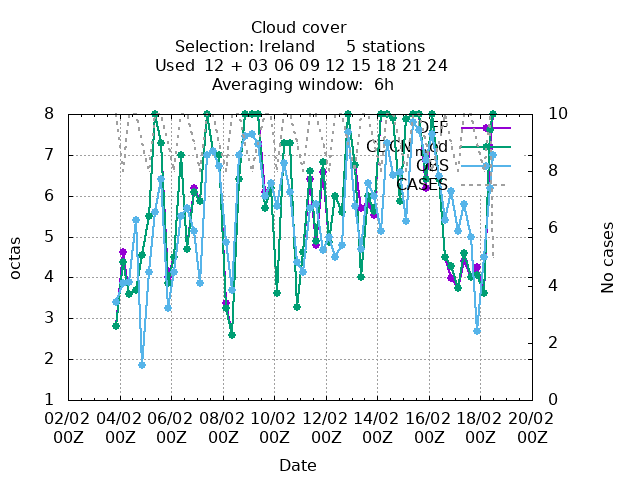 Cloud cover
Selection: Ireland 5 stations
Used 12 + 03 06 09 12 15 18 21 24
Averaging window: 6h
8
7
6
5
4
3
2
1
octas
10
8
6
4
2
0
No cases
DEF
OBS
CASES
02/02 04/02 06/02 08/02 10/02 12/02 14/02 16/02 18/02 20/02
00Z 00Z 00Z 00Z 00Z 00Z 00Z 00Z 00Z 00Z
Date